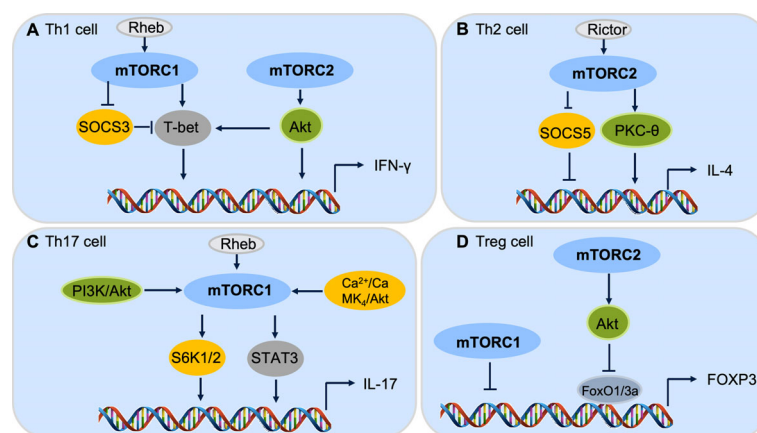 A Th1 cell
Rheb
mTORC1
mTORC2
SOCS3
T-bet
Akt
IFN-γ
B Th2 cell
Rictor
mTORC2
SOCS5
PKC-θ
IL-4
C Th17 cell
Rheb
PI3K/Akt
mTORC1
Ca²⁺/Ca
MK₄/Akt
S6K1/2
STAT3
IL-17
D Treg cell
mTORC2
Akt
mTORC1
FoxO1/3a
FOXP3